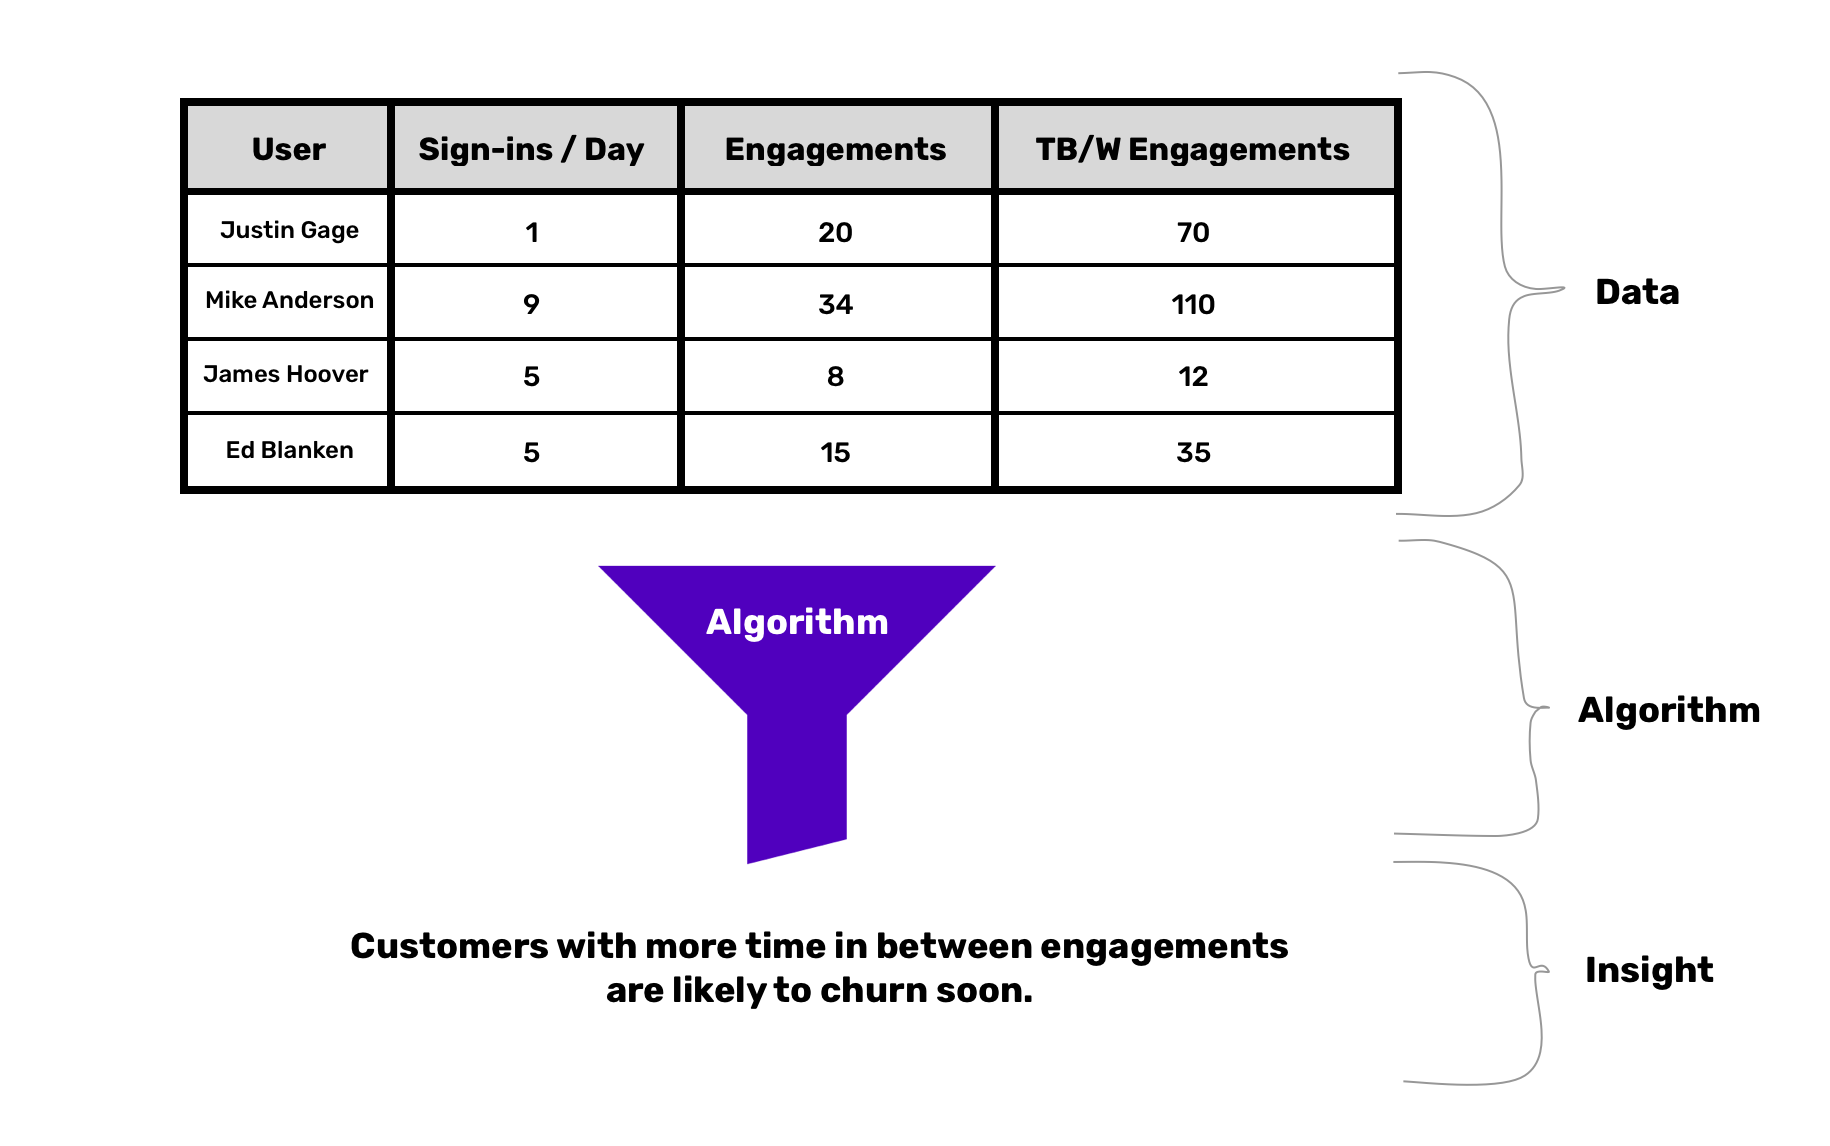 User Sign-ins / Day Engagements TB/W Engagements
Justin Gage 1 20 70
Mike Anderson 9 34 110
James Hoover 5 8 12
Ed Blanken 5 15 35
Data
Algorithm
Algorithm
Customers with more time in between engagements
are likely to churn soon.
Insight